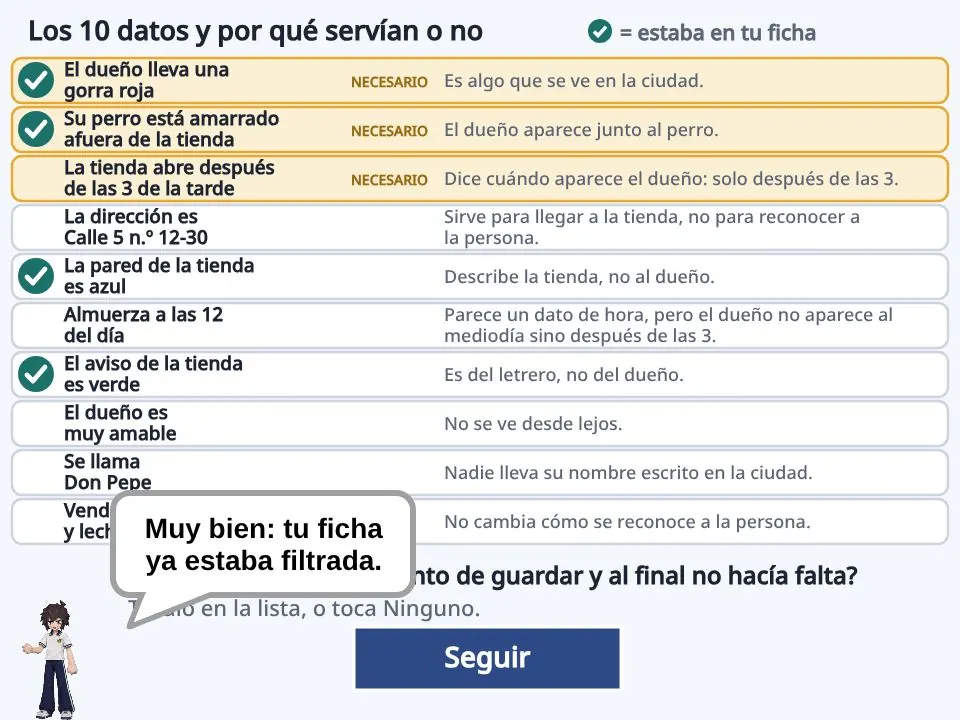 Los 10 datos y por qué servían o no
= estaba en tu ficha
El dueño lleva una
gorra roja
NECESARIO
Es algo que se ve en la ciudad.
Su perro está amarrado
afuera de la tienda
NECESARIO
El dueño aparece junto al perro.
La tienda abre después
de las 3 de la tarde
NECESARIO
Dice cuándo aparece el dueño: solo después de las 3.
La dirección es
Calle 5 n.º 12-30
Sirve para llegar a la tienda, no para reconocer a
la persona.
La pared de la tienda
es azul
Describe la tienda, no al dueño.
Almuerza a las 12
del día
Parece un dato de hora, pero el dueño no aparece al
mediodía sino después de las 3.
El aviso de la tienda
es verde
Es del letrero, no del dueño.
El dueño es
muy amable
No se ve desde lejos.
Se llama
Don Pepe
Nadie lleva su nombre escrito en la ciudad.
y
No cambia cómo se reconoce a la persona.
Muy bien: tu ficha
ya estaba filtrada.
de guardar y al final no hacía falta?
en la lista, o toca Ninguno.
Seguir